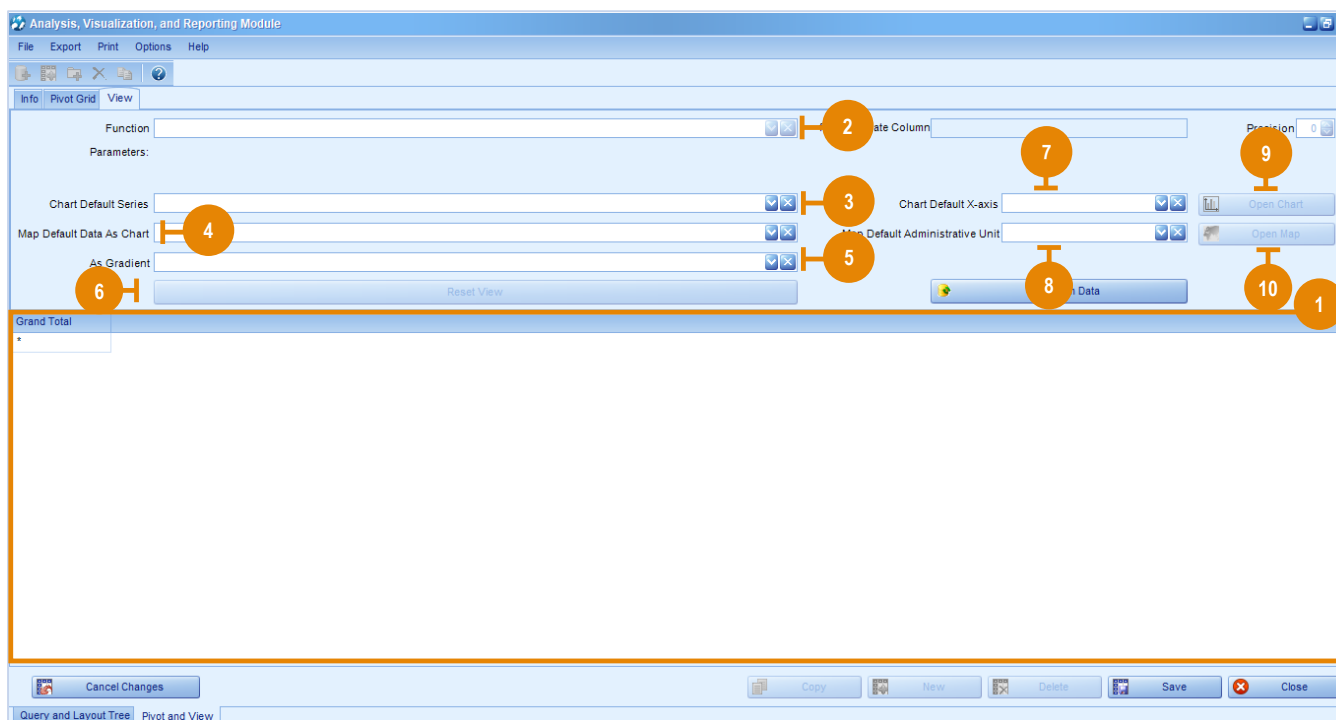 Analysis, Visualization, and Reporting Module
File Export Print Options Help
Info Pivot Grid View
Function 2 ate Column Precision 0
Parameters: 7 9
Chart Default Series 3 Chart Default X-axis Open Chart
Map Default Data As Chart 4 Map Default Administrative Unit Open Map
As Gradient 5
6 Reset View 8 Data 10 1
Grand Total
*
Cancel Changes Copy New Delete Save Close
Query and Layout Tree Pivot and View